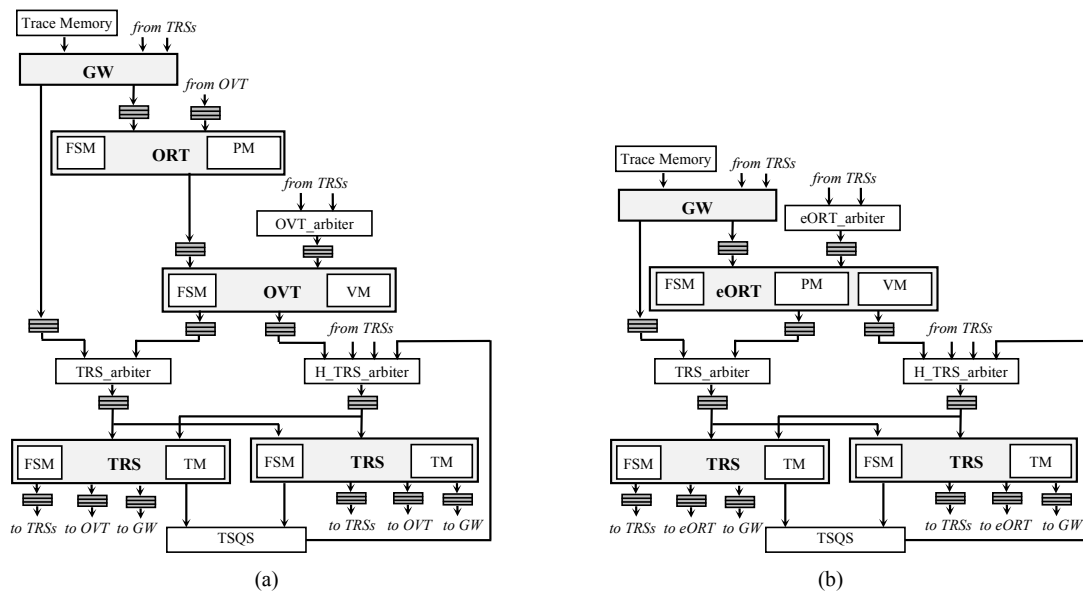 Trace Memory
from TRSs
GW
from OVT
FSM
ORT
PM
from TRSs
OVT_arbiter
FSM
OVT
VM
from TRSs
TRS_arbiter
H_TRS_arbiter
FSM
TRS
TM
FSM
TRS
TM
to TRSs
to OVT
to GW
to TRSs
to OVT
to GW
TSQS
(a)
Trace Memory
from TRSs
from TRSs
GW
eORT_arbiter
FSM
eORT
PM
VM
from TRSs
TRS_arbiter
H_TRS_arbiter
FSM
TRS
TM
FSM
TRS
TM
to TRSs
to eORT
to GW
to TRSs
to eORT
to GW
TSQS
(b)